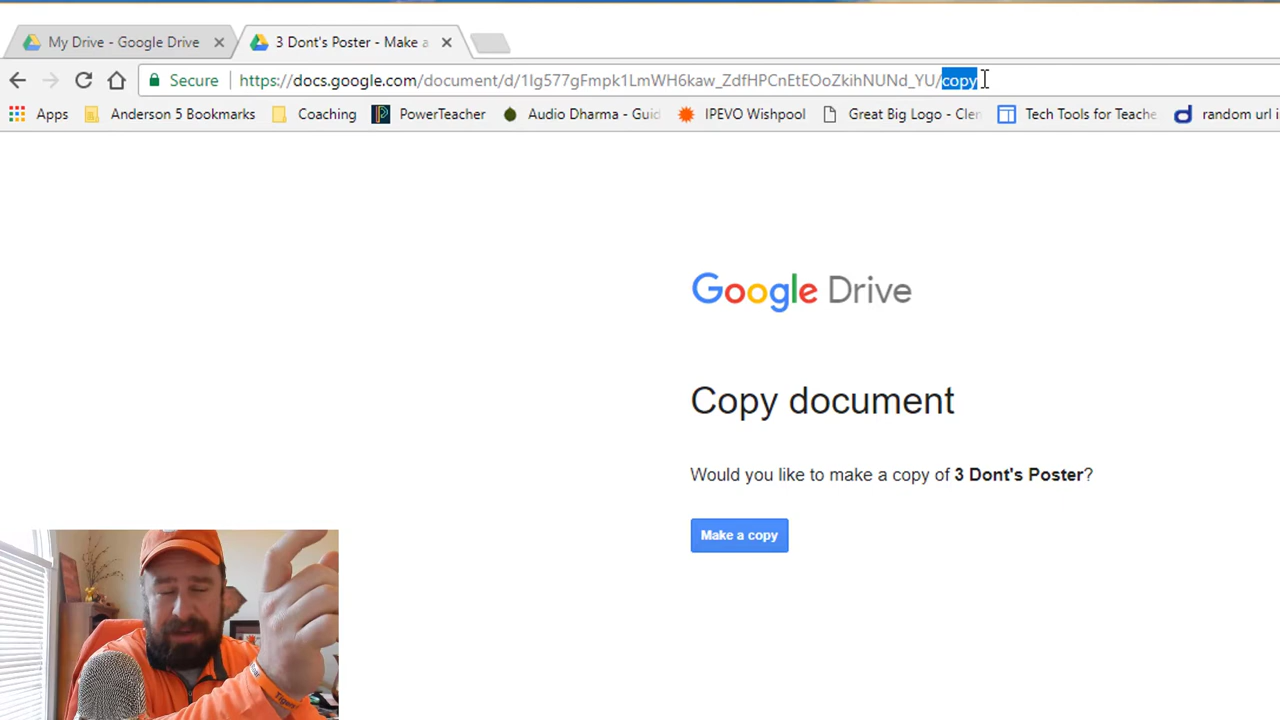 My Drive - Google Drive
3 Dont's Poster - Make a
Secure
https://docs.google.com/document/d/1Ig577gFmpk1LmWH6kaw_ZdfHPCnEtEOoZkihNUNd_YU/copy
Apps
Anderson 5 Bookmarks
Coaching
PowerTeacher
Audio Dharma - Guid
IPEVO Wishpool
Great Big Logo - Clen
Tech Tools for Teache
random url i
Google Drive
Copy document
Would you like to make a copy of 3 Dont's Poster?
Make a copy